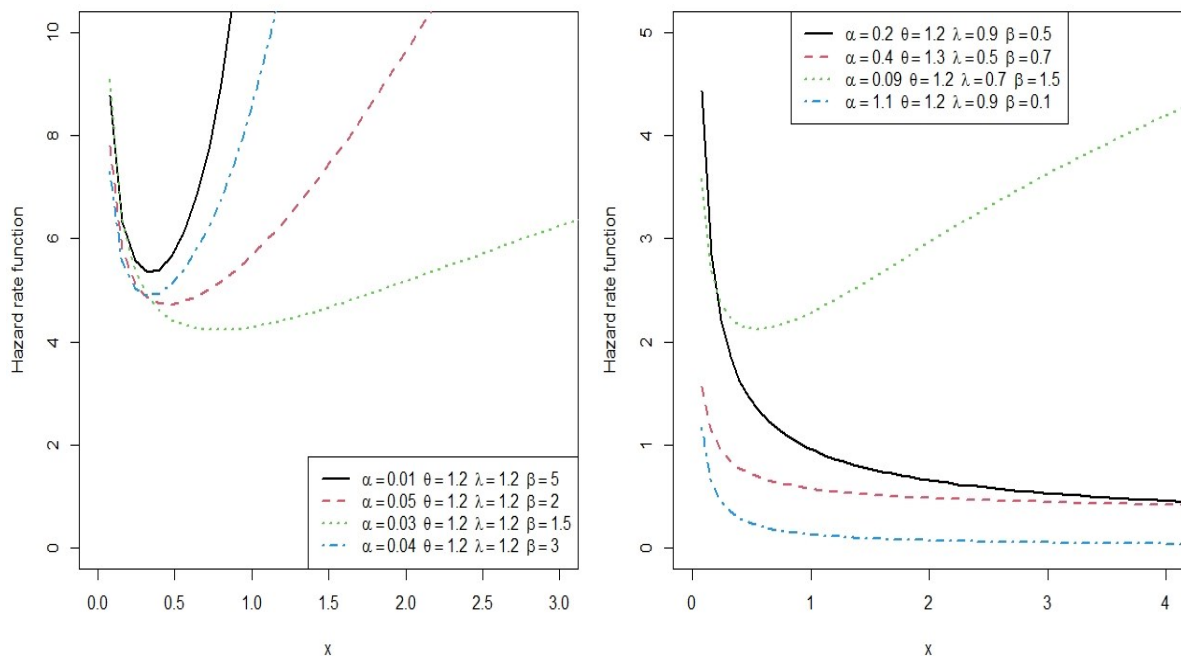 Hazard rate function
10
8
6
4
2
0
α = 0.01 θ = 1.2 λ = 1.2 β = 5
α = 0.05 θ = 1.2 λ = 1.2 β = 2
α = 0.03 θ = 1.2 λ = 1.2 β = 1.5
α = 0.04 θ = 1.2 λ = 1.2 β = 3
0.0 0.5 1.0 1.5 2.0 2.5 3.0
x
Hazard rate function
5
4
3
2
1
0
α = 0.2 θ = 1.2 λ = 0.9 β = 0.5
α = 0.4 θ = 1.3 λ = 0.5 β = 0.7
α = 0.09 θ = 1.2 λ = 0.7 β = 1.5
α = 1.1 θ = 1.2 λ = 0.9 β = 0.1
0 1 2 3 4
x